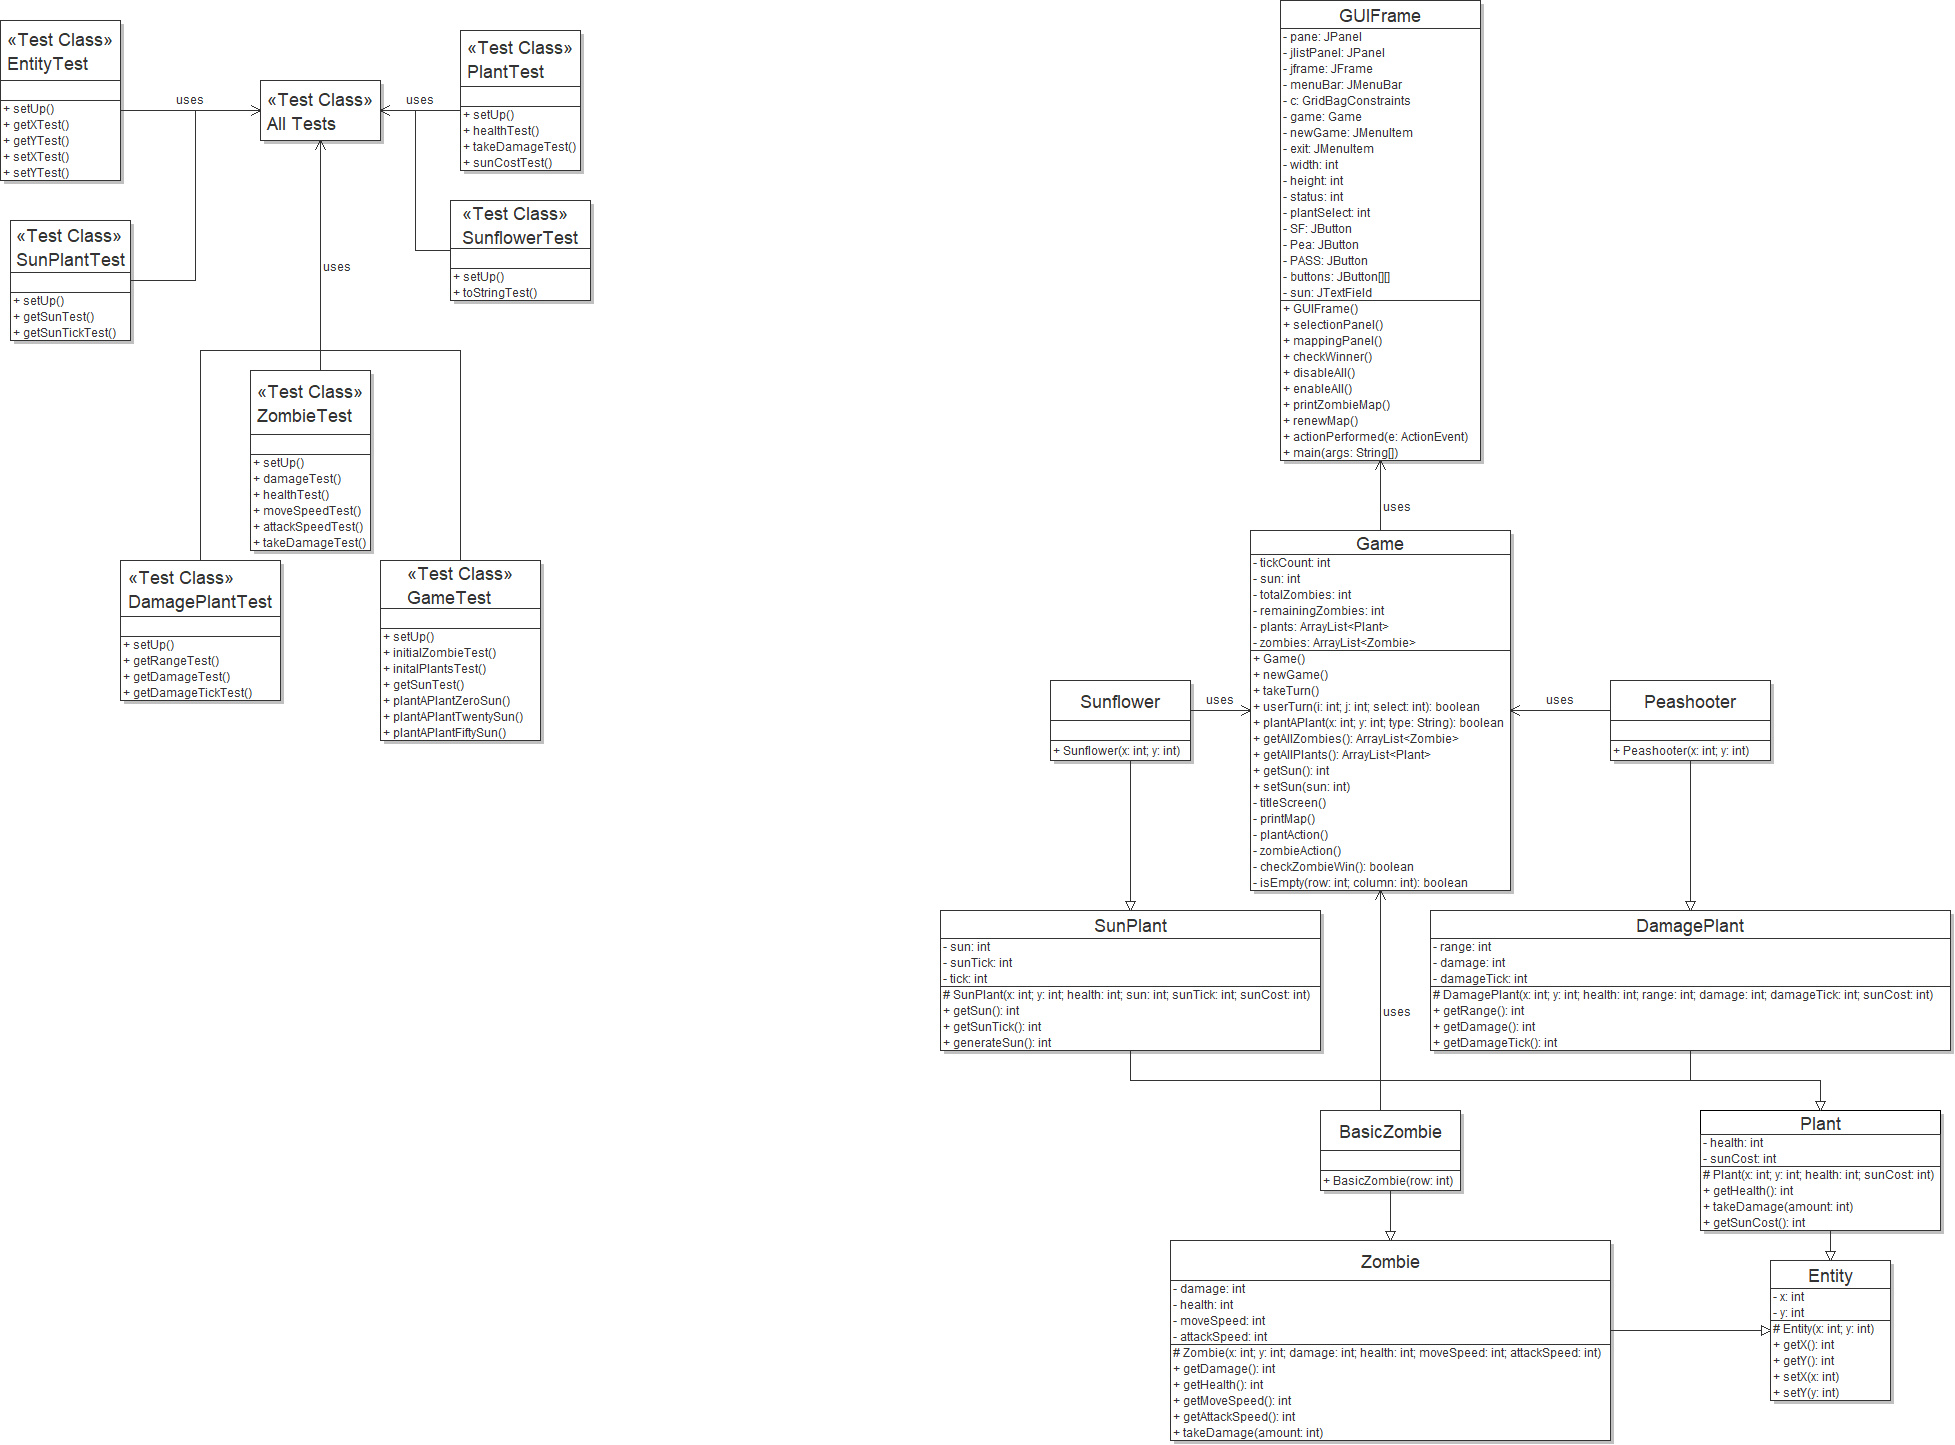 «Test Class»
EntityTest
+ setUp()
+ getXTest()
+ getYTest()
+ setXTest()
+ setYTest()
uses
«Test Class»
All Tests
uses
«Test Class»
PlantTest
+ setUp()
+ healthTest()
+ takeDamageTest()
+ sunCostTest()
«Test Class»
SunPlantTest
+ setUp()
+ getSunTest()
+ getSunTickTest()
«Test Class»
SunflowerTest
+ setUp()
+ toStringTest()
uses
«Test Class»
ZombieTest
+ setUp()
+ damageTest()
+ healthTest()
+ moveSpeedTest()
+ attackSpeedTest()
+ takeDamageTest()
«Test Class»
DamagePlantTest
+ setUp()
+ getRangeTest()
+ getDamageTest()
+ getDamageTickTest()
«Test Class»
GameTest
+ setUp()
+ initialZombieTest()
+ initalPlantsTest()
+ getSunTest()
+ plantAPlantZeroSun()
+ plantAPlantTwentySun()
+ plantAPlantFiftySun()
GUIFrame
- pane: JPanel
- jlistPanel: JPanel
- jframe: JFrame
- menuBar: JMenuBar
- c: GridBagConstraints
- game: Game
- newGame: JMenuItem
- exit: JMenuItem
- width: int
- height: int
- status: int
- plantSelect: int
- SF: JButton
- Pea: JButton
- PASS: JButton
- buttons: JButton[][]
- sun: JTextField
+ GUIFrame()
+ selectionPanel()
+ mappingPanel()
+ checkWinner()
+ disableAll()
+ enableAll()
+ printZombieMap()
+ renewMap()
+ actionPerformed(e: ActionEvent)
+ main(args: String[])
uses
Game
- tickCount: int
- sun: int
- totalZombies: int
- remainingZombies: int
- plants: ArrayList<Plant>
- zombies: ArrayList<Zombie>
+ Game()
+ newGame()
+ takeTurn()
+ userTurn(i: int; j: int; select: int): boolean
+ plantAPlant(x: int; y: int; type: String): boolean
+ getAllZombies(): ArrayList<Zombie>
+ getAllPlants(): ArrayList<Plant>
+ getSun(): int
+ setSun(sun: int)
- titleScreen()
- printMap()
- plantAction()
- zombieAction()
- checkZombieWin(): boolean
- isEmpty(row: int; column: int): boolean
Sunflower
+ Sunflower(x: int; y: int)
uses
uses
Peashooter
+ Peashooter(x: int; y: int)
SunPlant
- sun: int
- sunTick: int
- tick: int
# SunPlant(x: int; y: int; health: int; sun: int; sunTick: int; sunCost: int)
+ getSun(): int
+ getSunTick(): int
+ generateSun(): int
uses
DamagePlant
- range: int
- damage: int
- damageTick: int
# DamagePlant(x: int; y: int; health: int; range: int; damage: int; damageTick: int; sunCost: int)
+ getRange(): int
+ getDamage(): int
+ getDamageTick(): int
BasicZombie
+ BasicZombie(row: int)
Plant
- health: int
- sunCost: int
# Plant(x: int; y: int; health: int; sunCost: int)
+ getHealth(): int
+ takeDamage(amount: int)
+ getSunCost(): int
Zombie
- damage: int
- health: int
- moveSpeed: int
- attackSpeed: int
# Zombie(x: int; y: int; damage: int; health: int; moveSpeed: int; attackSpeed: int)
+ getDamage(): int
+ getHealth(): int
+ getMoveSpeed(): int
+ getAttackSpeed(): int
+ takeDamage(amount: int)
Entity
- x: int
- y: int
# Entity(x: int; y: int)
+ getX(): int
+ getY(): int
+ setX(x: int)
+ setY(y: int)